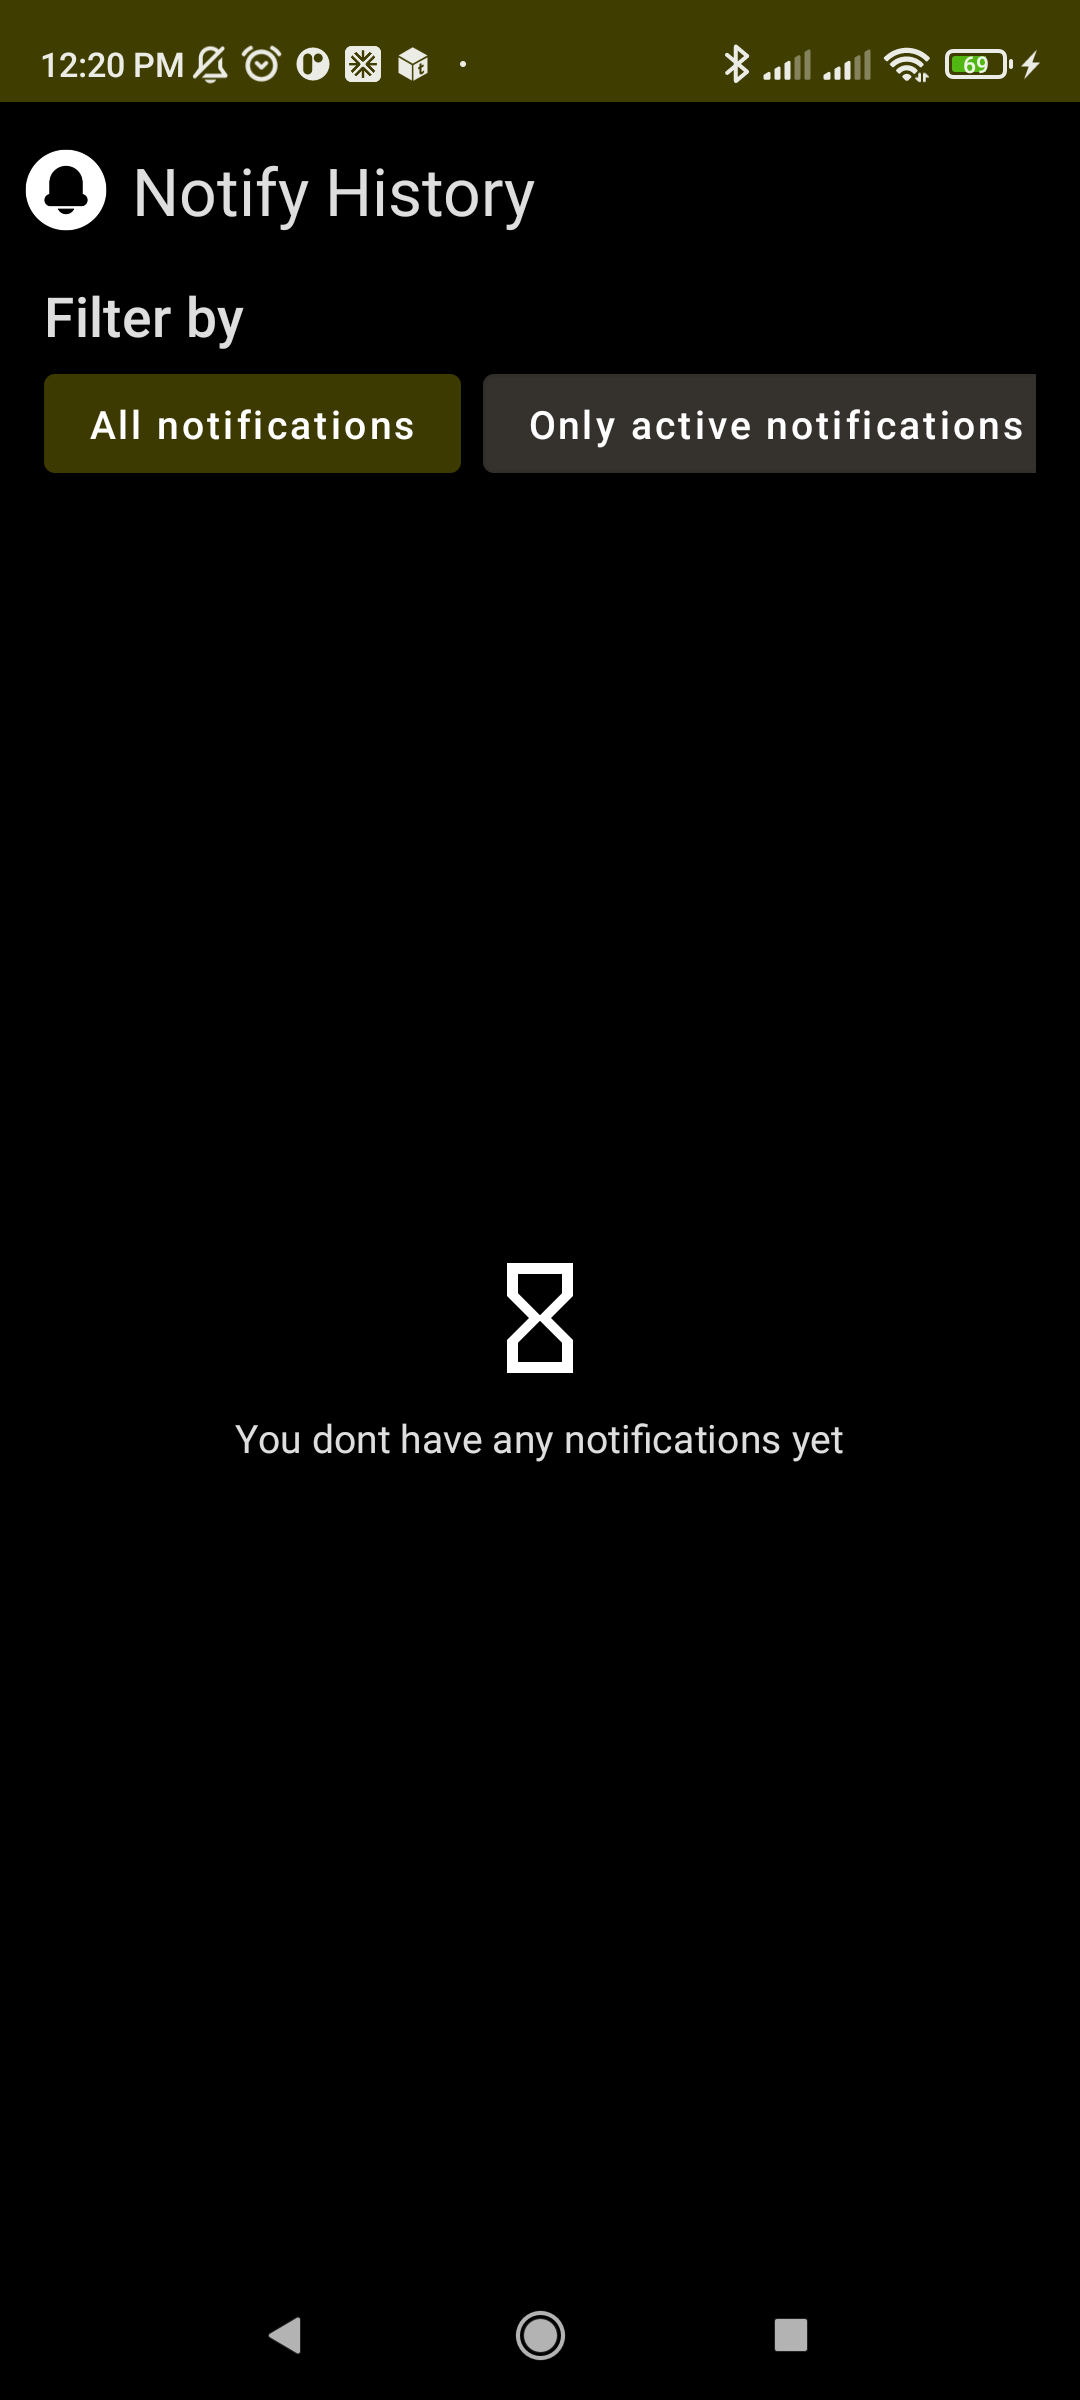 12:20 PM
69
Notify History
Filter by
All notifications
Only active notifications
You dont have any notifications yet